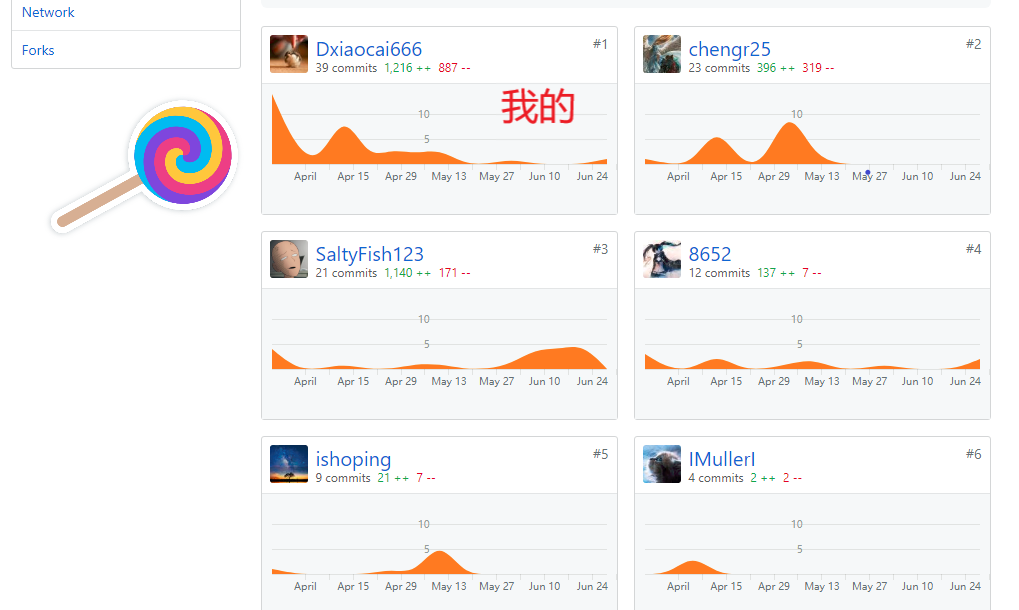 Network
Forks
Dxiaocai666
#1
39 commits 1,216 ++ 887 --
我的
10
5
April Apr 15 Apr 29 May 13 May 27 Jun 10 Jun 24
chengr25
#2
23 commits 396 ++ 319 --
10
5
April Apr 15 Apr 29 May 13 May 27 Jun 10 Jun 24
SaltyFish123
#3
21 commits 1,140 ++ 171 --
10
5
April Apr 15 Apr 29 May 13 May 27 Jun 10 Jun 24
8652
#4
12 commits 137 ++ 7 --
10
5
April Apr 15 Apr 29 May 13 May 27 Jun 10 Jun 24
ishoping
#5
9 commits 21 ++ 7 --
10
5
April Apr 15 Apr 29 May 13 May 27 Jun 10 Jun 24
IMullerI
#6
4 commits 2 ++ 2 --
10
5
April Apr 15 Apr 29 May 13 May 27 Jun 10 Jun 24